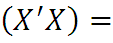 (X′X) =